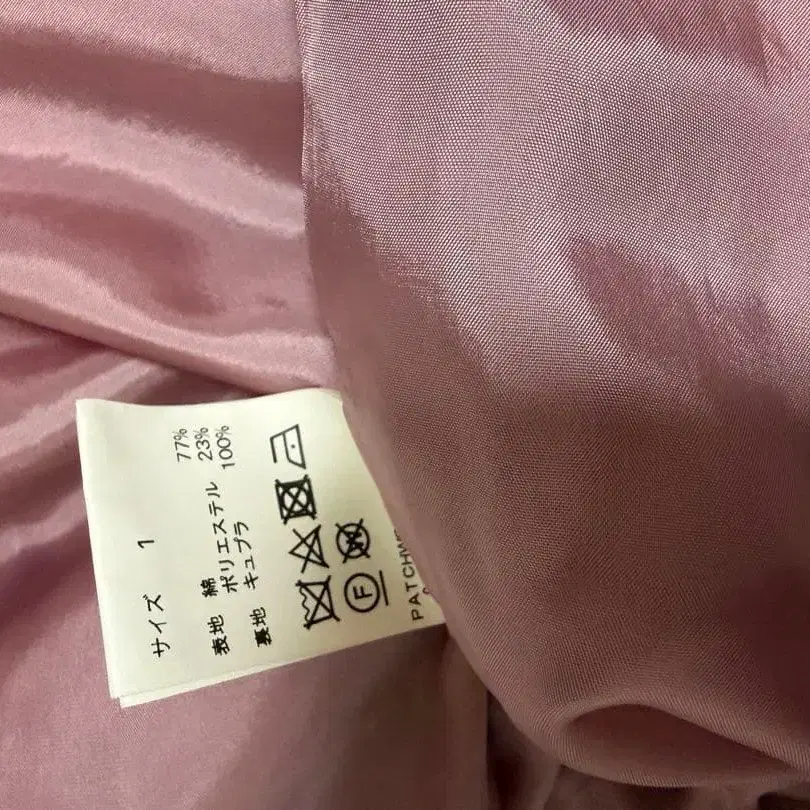 サイズ 1
表地 綿 77%
ポリエステル 23%
裏地 キュプラ 100%
F